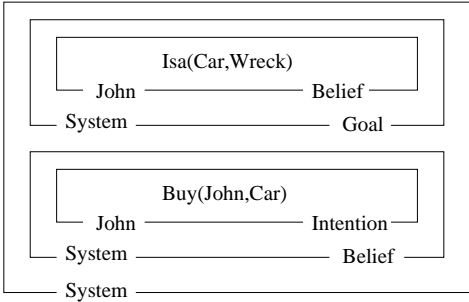 Isa(Car,Wreck)
John Belief
System Goal
Buy(John,Car)
John Intention
System Belief
System